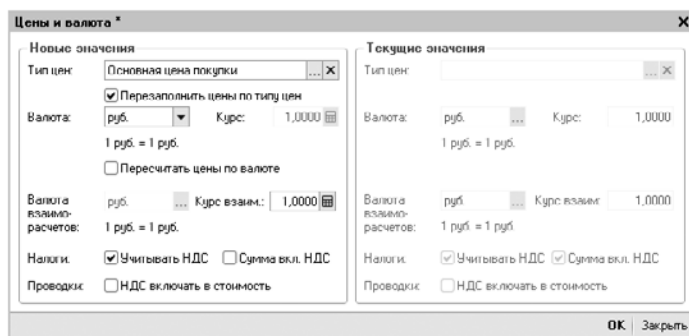 Цены и валюта *
Новые значения
Тип цен: Основная цена покупки ...
Перезаполнить цены по типу цен
Валюта: руб. Курс: 1,0000
1 руб. = 1 руб.
Пересчитать цены по валюте
Валюта взаимо-расчетов: руб. ... Курс взаим.: 1,0000
1 руб. = 1 руб.
Налоги: Учитывать НДС Сумма вкл. НДС
Проводки: НДС включать в стоимость
Текущие значения
Тип цен: ...
Валюта: руб. ... Курс: 1,0000
1 руб. = 1 руб.
Валюта взаимо-расчетов: руб. ... Курс взаим: 1,0000
1 руб. = 1 руб.
Налоги: Учитывать НДС Сумма вкл. НДС
Проводки: НДС включать в стоимость
OK Закрыть